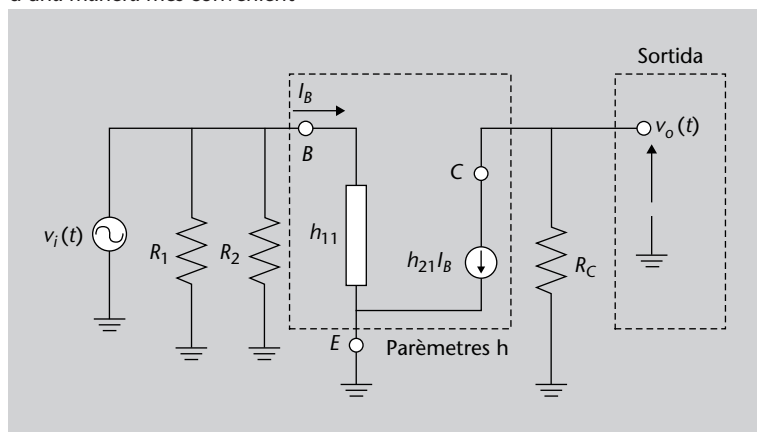 d'una manera més convenient
Sortida
I_B
B
v_o (t)
C
v_i (t)
R_1
R_2
h_11
h_21 I_B
R_C
E
Parèmetres h